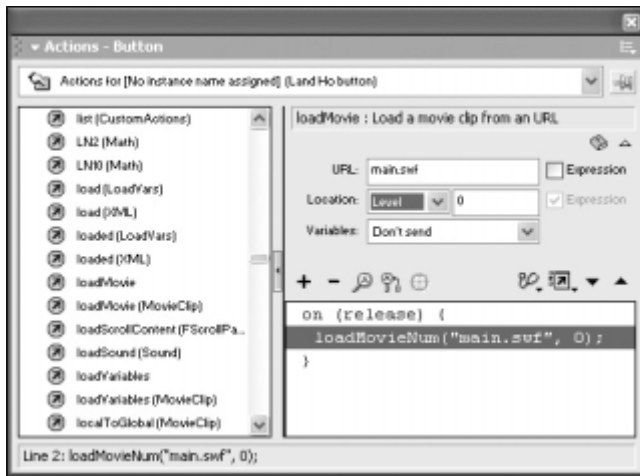 Actions - Button
Actions for [No instance name assigned] (Land Ho button)
list (CustomActions)
LN2 (Math)
LN10 (Math)
load (LoadVars)
load (XML)
loaded (LoadVars)
loaded (XML)
loadMovie
loadMovie (MovieClip)
loadScrollContent (FScrollPa...
loadSound (Sound)
loadVariables
loadVariables (MovieClip)
localToGlobal (MovieClip)
loadMovie : Load a movie clip from an URL
URL: main.swf Expression
Location: Level 0 Expression
Variables: Don't send
on (release) {
loadMovieNum("main.swf", 0);
}
Line 2: loadMovieNum("main.swf", 0);